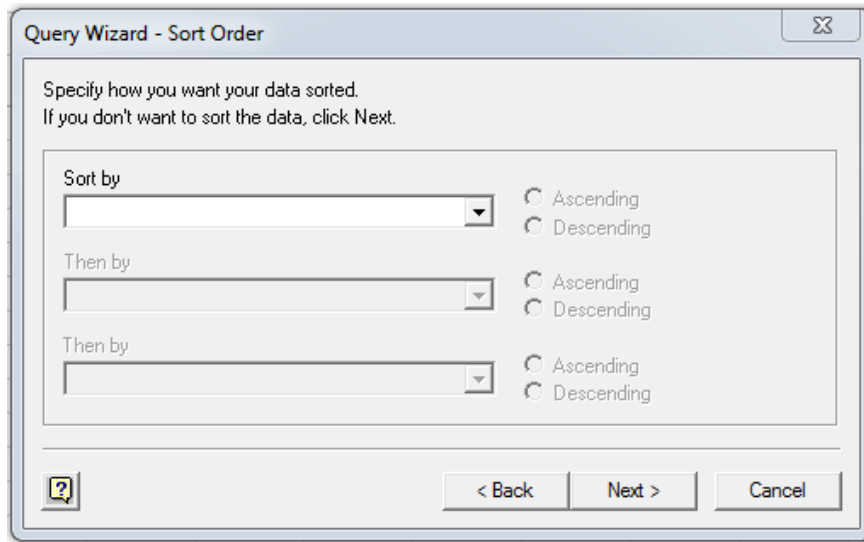 Query Wizard - Sort Order
Specify how you want your data sorted.
If you don't want to sort the data, click Next.
Sort by
Ascending
Descending
Then by
Ascending
Descending
Then by
Ascending
Descending
?
< Back
Next >
Cancel